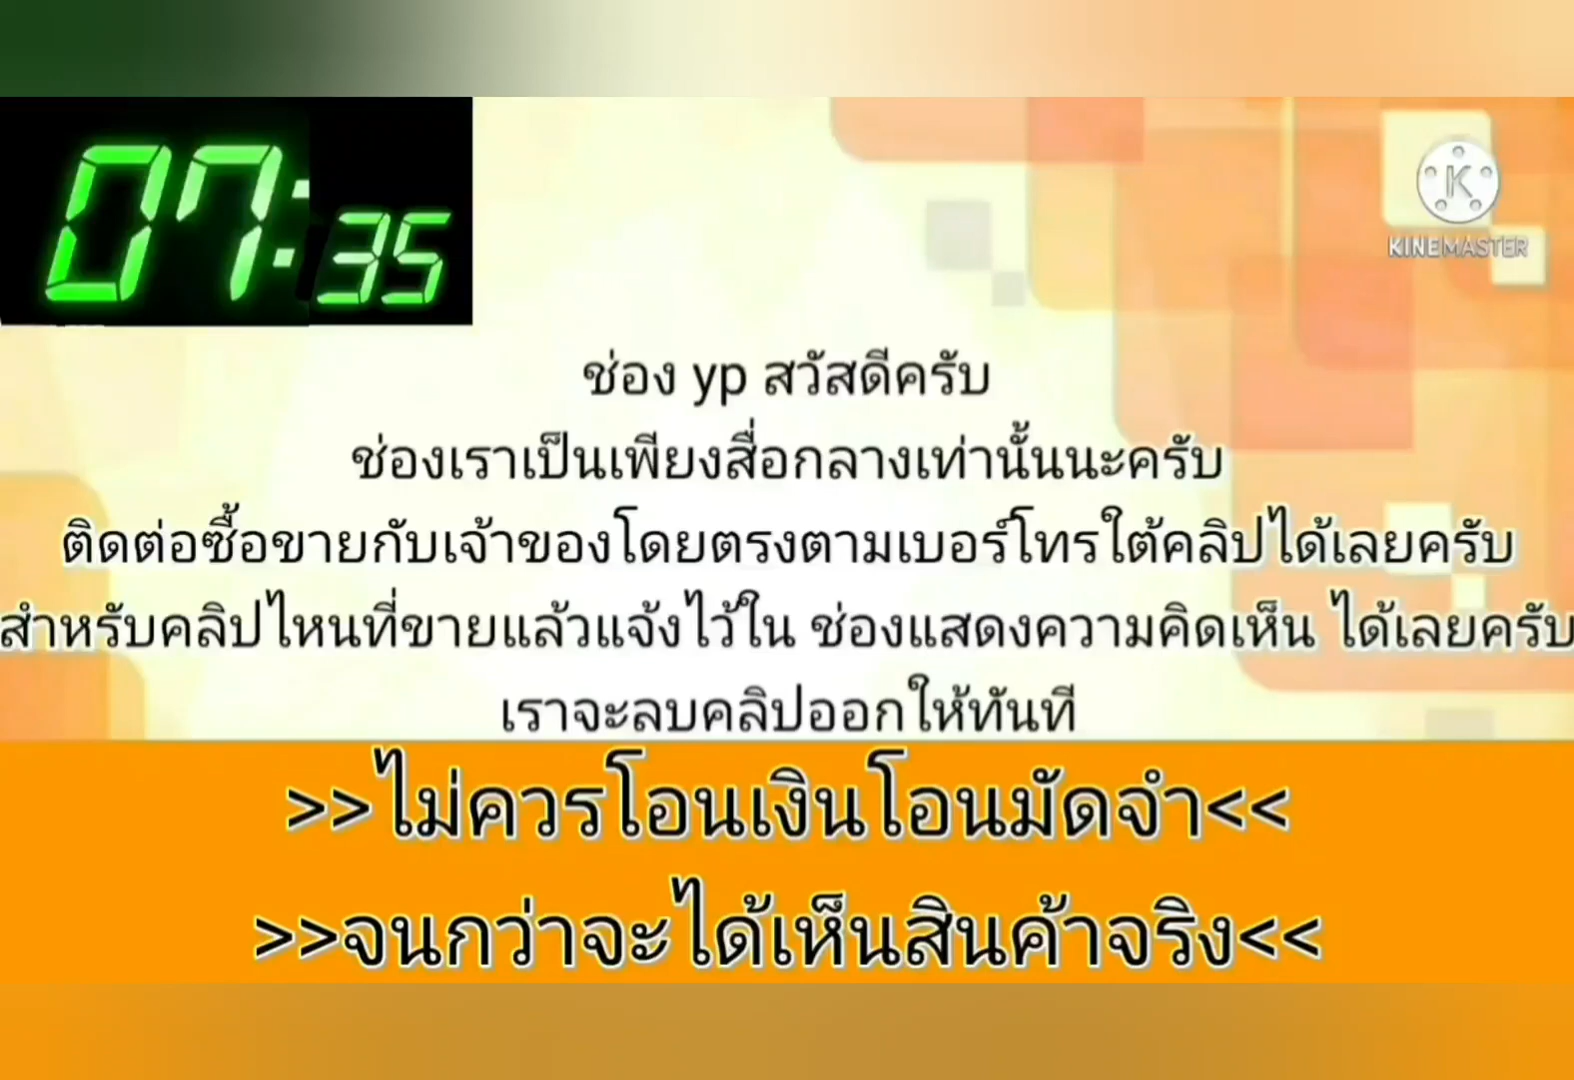 07:35
KINEMASTER
ช่อง yp สวัสดีครับ
ช่องเราเป็นเพียงสื่อกลางเท่านั้นนะครับ
ติดต่อซื้อขายกับเจ้าของโดยตรงตามเบอร์โทรใต้คลิปได้เลยครับ
สำหรับคลิปไหนที่ขายแล้วแจ้งไว้ใน ช่องแสดงความคิดเห็น ได้เลยครับ
เราจะลบคลิปออกให้ทันที
>>ไม่ควรโอนเงินโอนมัดจำ<<
>>จนกว่าจะได้เห็นสินค้าจริง<<